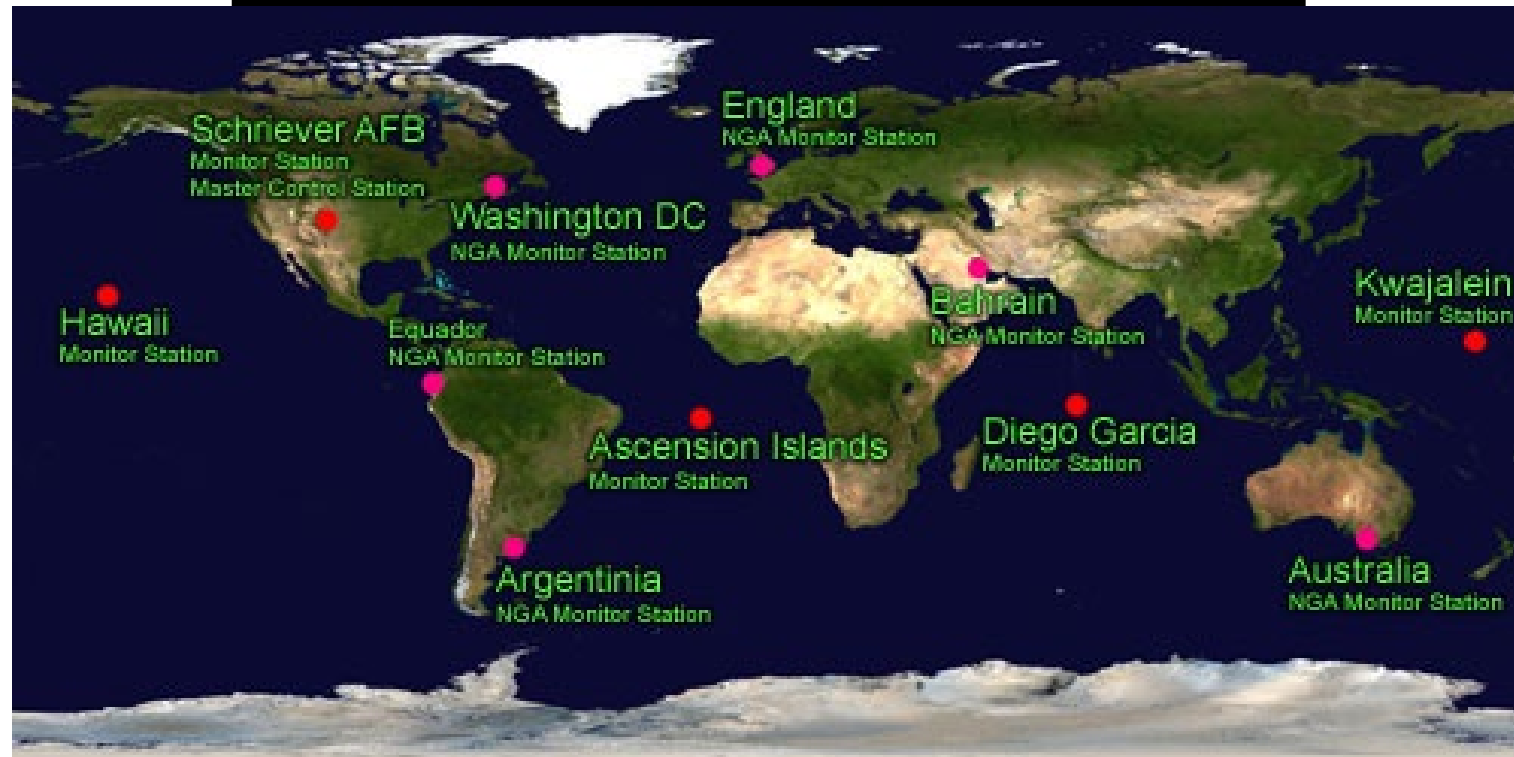 England
NGA Monitor Station
Schriever AFB
Monitor Station
Master Control Station
Washington DC
NGA Monitor Station
Hawaii
Monitor Station
Equador
NGA Monitor Station
Bahrain
NGA Monitor Station
Kwajalein
Monitor Station
Ascension Islands
Monitor Station
Diego Garcia
Monitor Station
Argentinia
NGA Monitor Station
Australia
NGA Monitor Station